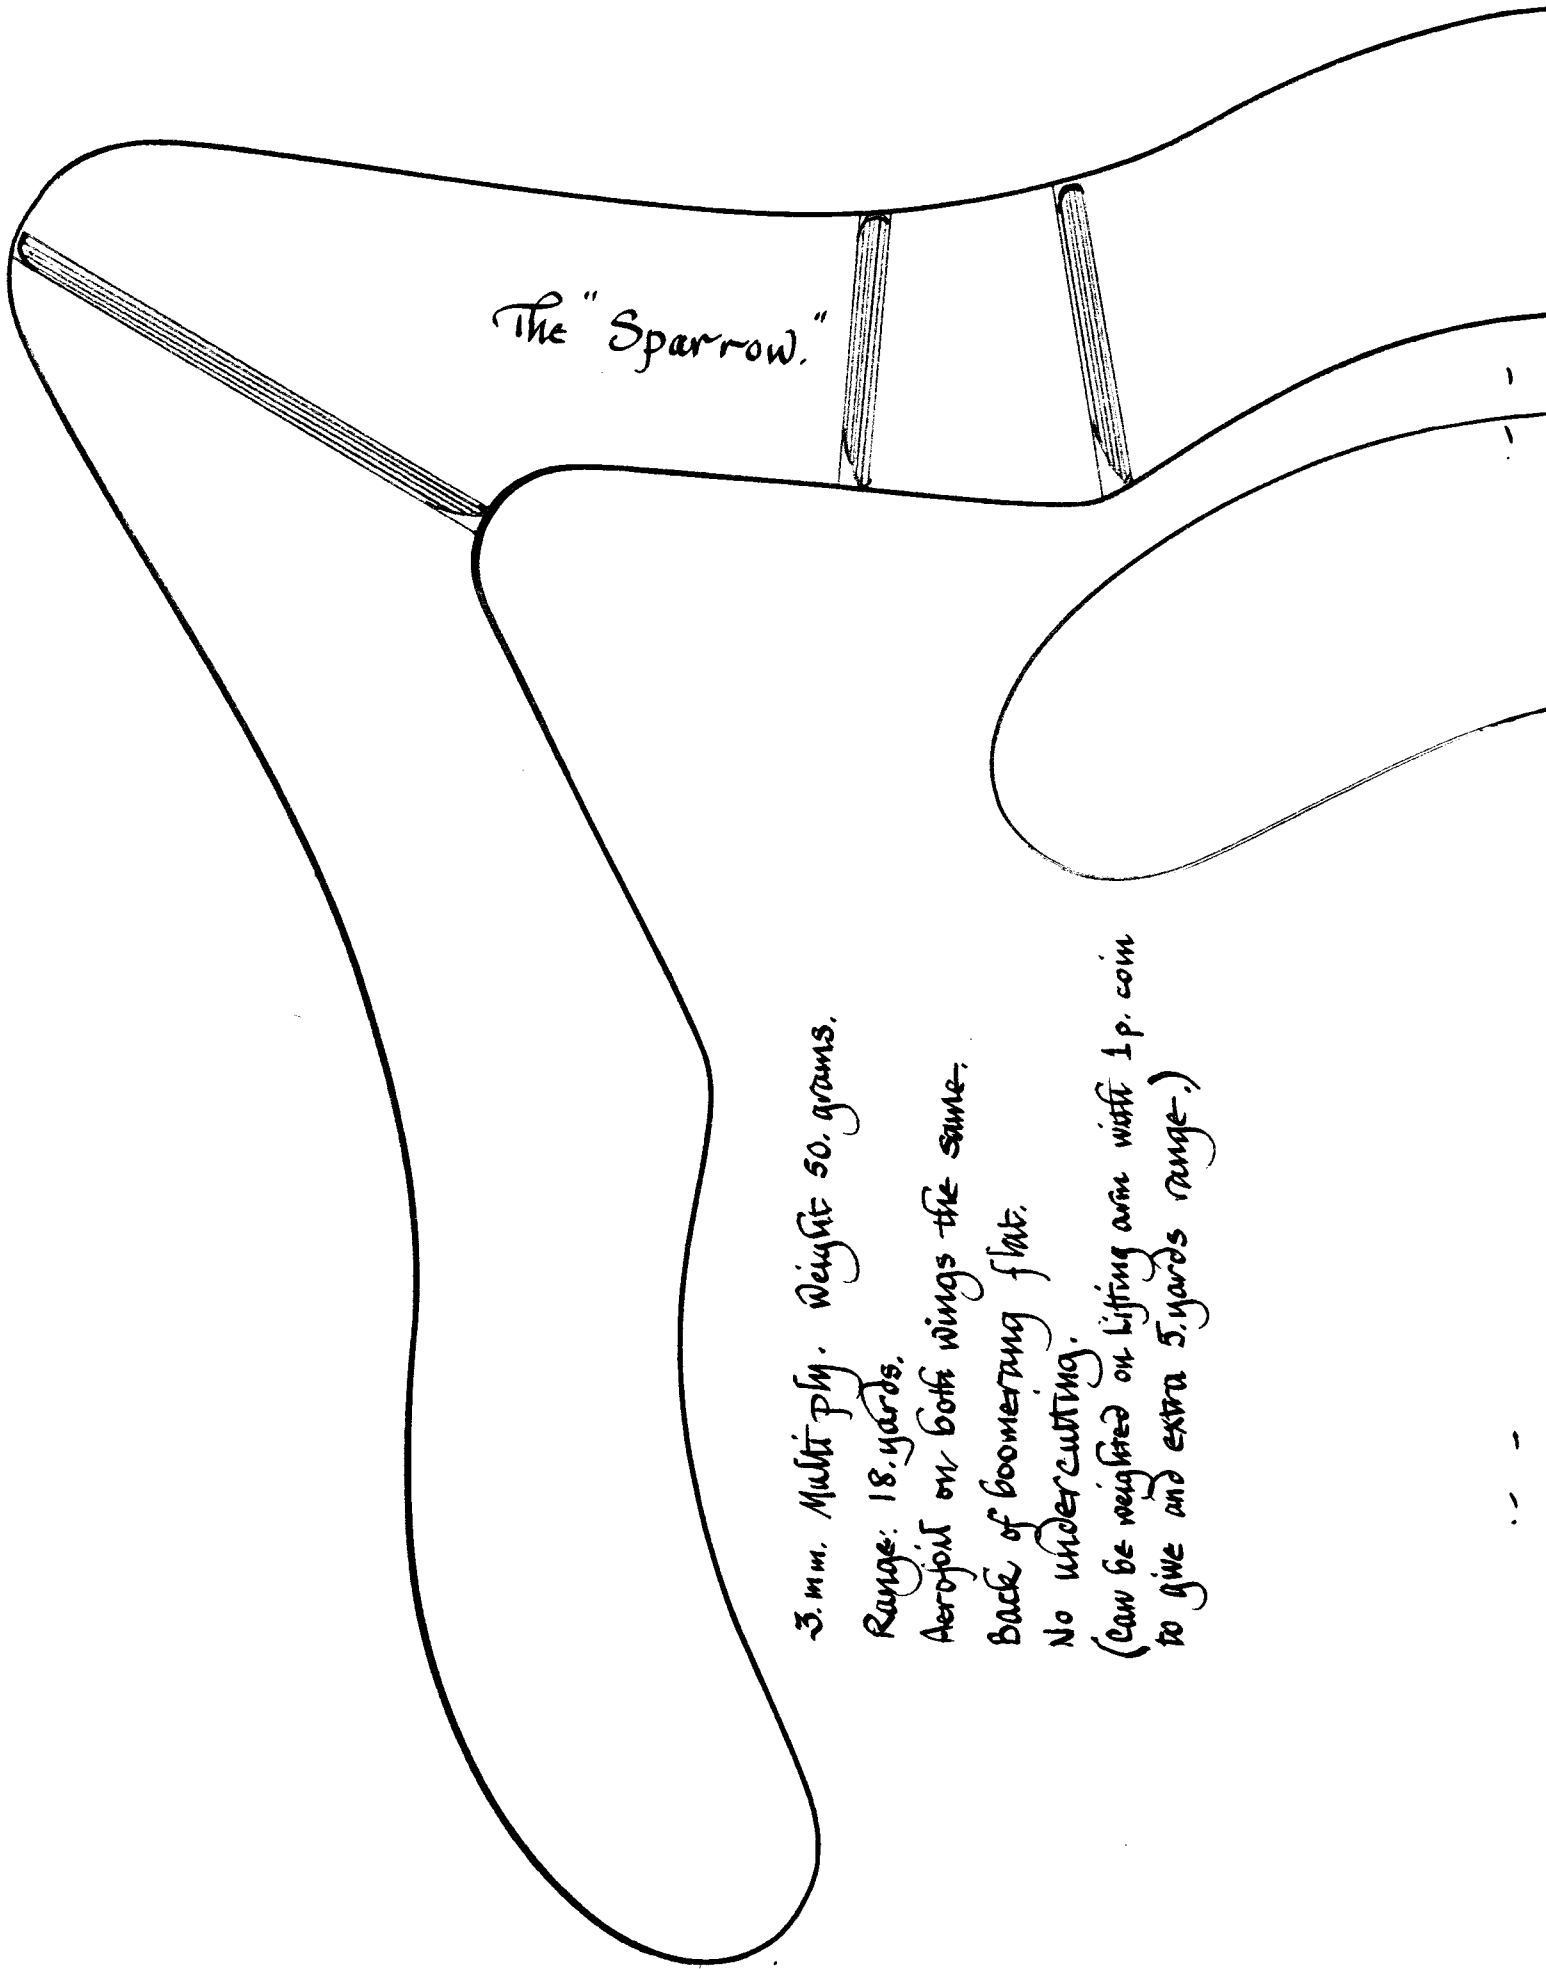 The "Sparrow."
3.mm. Multi ply. Weight 50. grams.
Range: 18. yards.
Aerofoil on both wings the same.
Back of boomerang flat.
No undercutting.
(Can be weighted on Lifting arm with 1p. coin
to give and extra 5. yards range.)